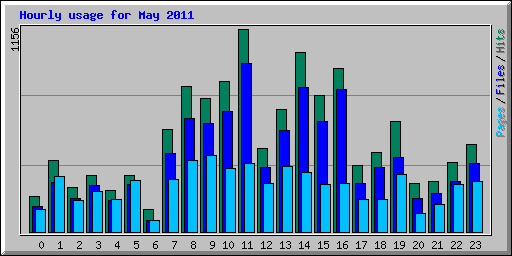 Hourly usage for May 2011
1156
Pages/Files/Hits
0 1 2 3 4 5 6 7 8 9 10 11 12 13 14 15 16 17 18 19 20 21 22 23